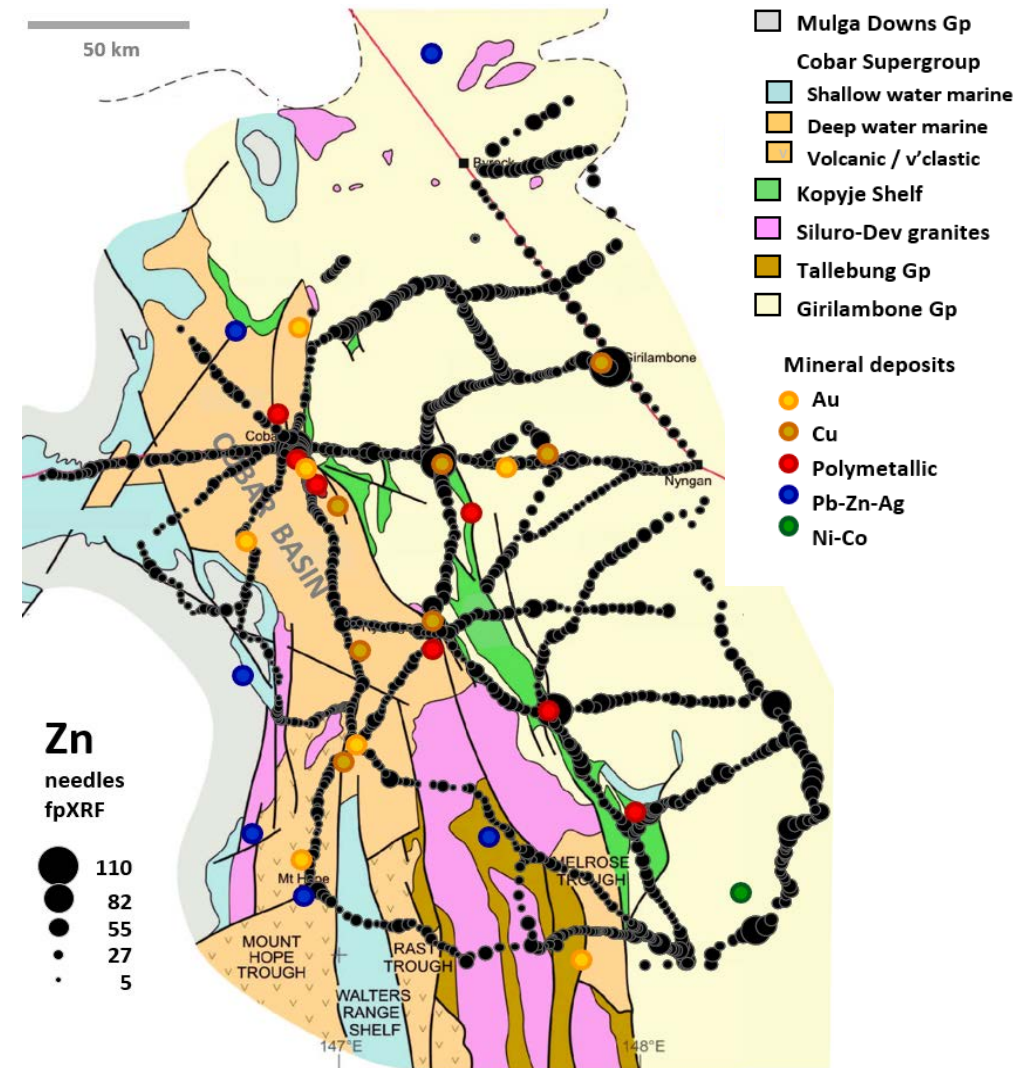 50 km
Mulga Downs Gp
Cobar Supergroup
Shallow water marine
Deep water marine
Volcanic / v'clastic
Kopyje Shelf
Siluro-Dev granites
Tallebung Gp
Girilambone Gp
Mineral deposits
Au
Cu
Polymetallic
Pb-Zn-Ag
Ni-Co
Girilambone
COBAR BASIN
Nyngan
Zn
needles
fpXRF
110
82
55
27
5
MELROSE
TROUGH
MOUNT
HOPE
TROUGH
RAST
TROUGH
WALTERS
RANGE
SHELF
147°E
148°E